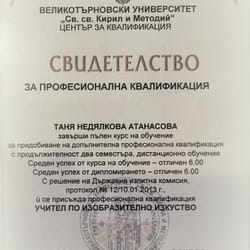 ВЕЛИКОТЪРНОВСКИ УНИВЕРСИТЕТ
„Св. св. Кирил и Методий"
ЦЕНТЪР ЗА КВАЛИФИКАЦИЯ
СВИДЕТЕЛСТВО
ЗА ПРОФЕСИОНАЛНА КВАЛИФИКАЦИЯ
ТАНЯ НЕДЯЛКОВА АТАНАСОВА
завърши пълен курс на обучение
за придобиване на допълнителна професионална квалификация
с продължителност два семестъра, дистанционно обучение
Среден успех от курса на обучение – отличен 6.00
Среден успех от дипломирането – отличен 6.00
С решение на Държавна изпитна комисия,
протокол № 12/10.01.2013 г.,
ѝ се присъжда професионална квалификация
УЧИТЕЛ ПО ИЗОБРАЗИТЕЛНО ИЗКУСТВО